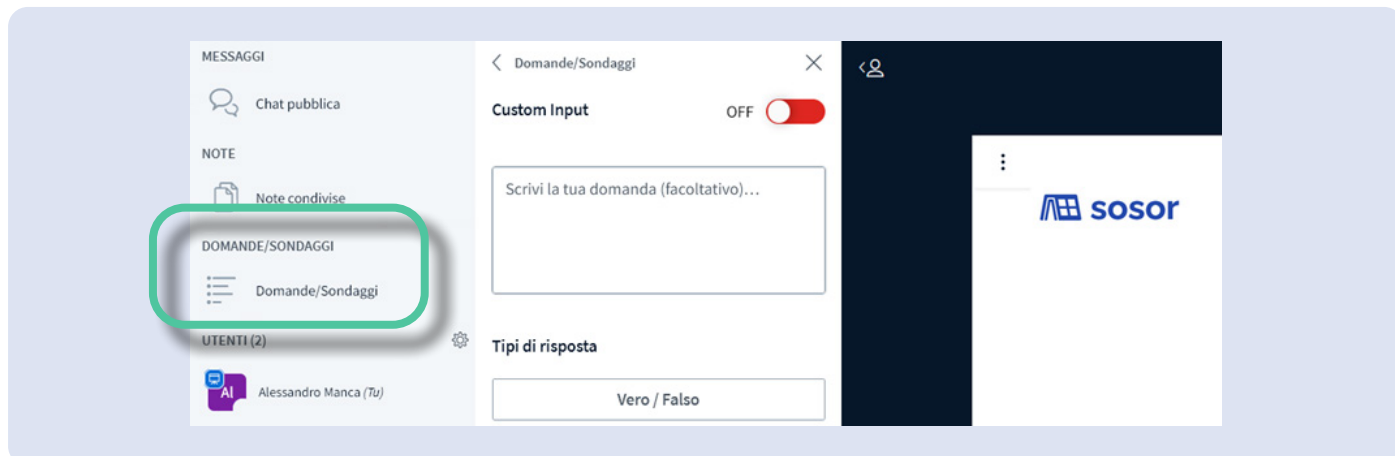 MESSAGGI
Chat pubblica
NOTE
Note condivise
DOMANDE/SONDAGGI
Domande/Sondaggi
UTENTI (2)
Al
Alessandro Manca (Tu)
Domande/Sondaggi
Custom Input
OFF
Scrivi la tua domanda (facoltativo)...
Tipi di risposta
Vero / Falso
sosor